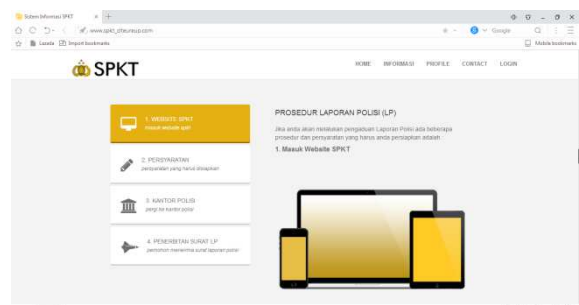 Sistem Informasi SPKT
www.spkt_citeureup.com
Google
Lazada
Import bookmarks
Mobile bookmarks
SPKT
HOME
INFORMASI
PROFILE
CONTACT
LOGIN
1. WEBSITE SPKT
masuk website spkt
2. PERSYARATAN
persyaratan yang harus disiapkan
3. KANTOR POLISI
pergi ke kantor polisi
4. PENERBITAN SURAT LP
pemohon menerima surat laporan polisi
PROSEDUR LAPORAN POLISI (LP)
Jika anda akan melakukan pengaduan Laporan Polisi ada beberapa
prosedur dan persyaratan yang harus anda persiapkan adalah :
1. Masuk Website SPKT